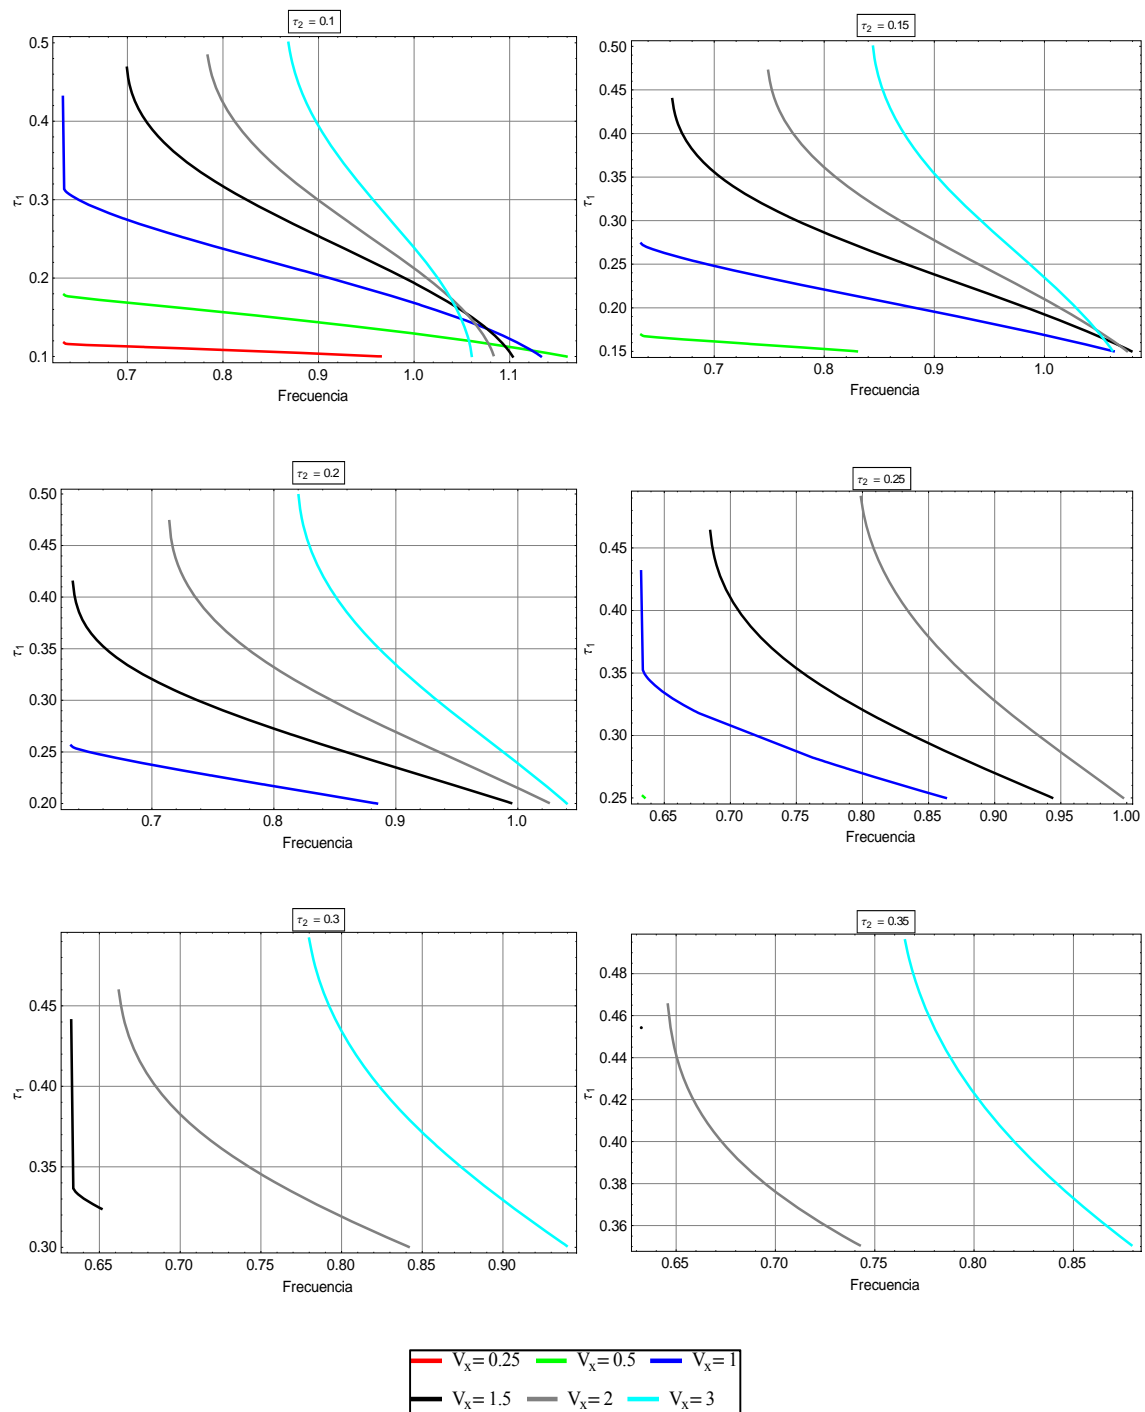 τ₂ = 0.1
0.5
0.4
0.3
0.2
0.1
τ₁
0.7 0.8 0.9 1.0 1.1
Frecuencia
τ₂ = 0.15
0.50
0.45
0.40
0.35
0.30
0.25
0.20
0.15
τ₁
0.7 0.8 0.9 1.0
Frecuencia
τ₂ = 0.2
0.50
0.45
0.40
0.35
0.30
0.25
0.20
τ₁
0.7 0.8 0.9 1.0
Frecuencia
τ₂ = 0.25
0.45
0.40
0.35
0.30
0.25
τ₁
0.65 0.70 0.75 0.80 0.85 0.90 0.95 1.00
Frecuencia
τ₂ = 0.3
0.45
0.40
0.35
0.30
τ₁
0.65 0.70 0.75 0.80 0.85 0.90
Frecuencia
τ₂ = 0.35
0.48
0.46
0.44
0.42
0.40
0.38
0.36
τ₁
0.65 0.70 0.75 0.80 0.85
Frecuencia
Vₓ= 0.25 Vₓ= 0.5 Vₓ= 1
Vₓ= 1.5 Vₓ= 2 Vₓ= 3